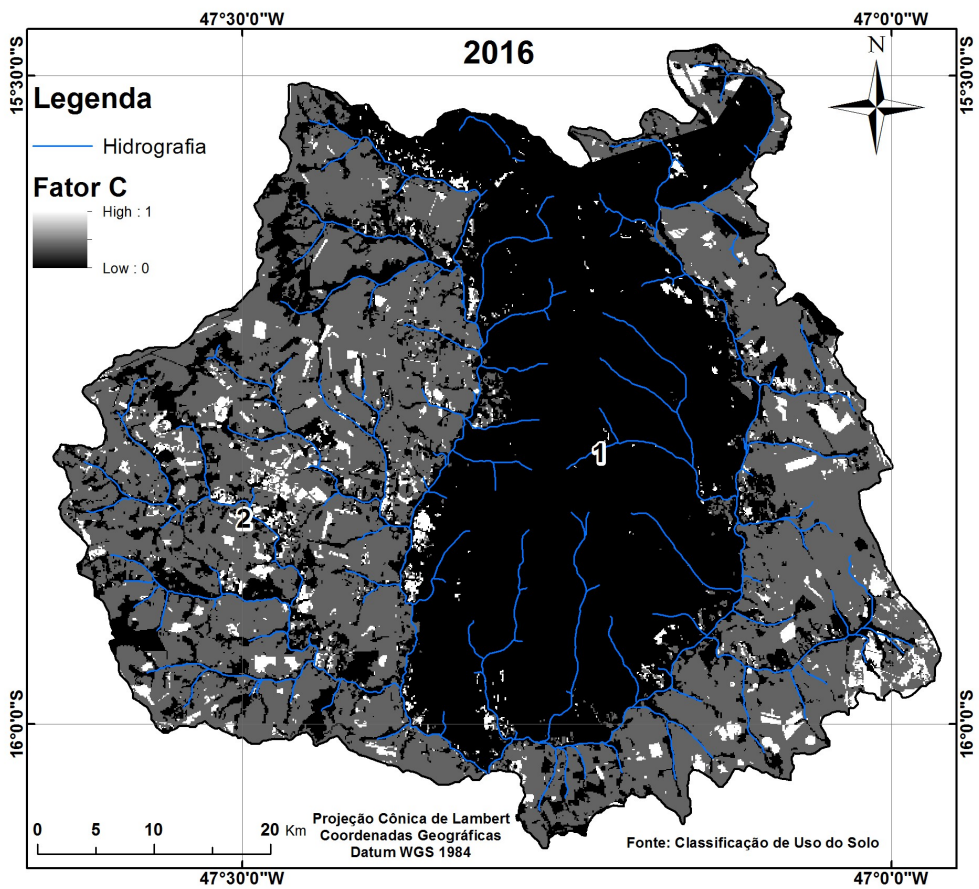 47°30'0"W
47°0'0"W
2016
N
15°30'0"S
15°30'0"S
Legenda
Hidrografia
Fator C
High : 1
Low : 0
1
2
16°0'0"S
16°0'0"S
0 5 10 20 Km
Projeção Cônica de Lambert
Coordenadas Geográficas
Datum WGS 1984
Fonte: Classificação de Uso do Solo
47°30'0"W
47°0'0"W